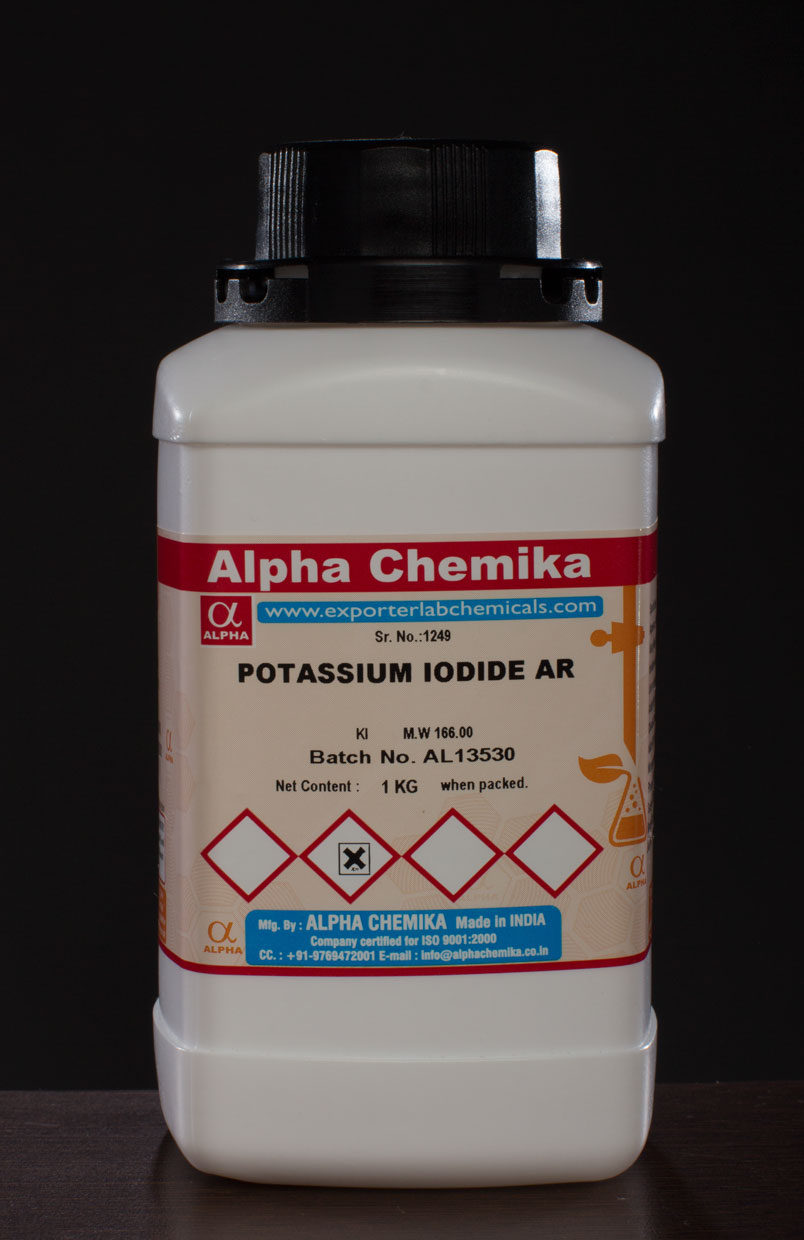 Alpha Chemika
α
ALPHA
www.exporterlabchemicals.com
Sr. No.:1249
POTASSIUM IODIDE AR
KI M.W 166.00
Batch No. AL13530
Net Content : 1 KG when packed.
α
ALPHA
Mfg. By : ALPHA CHEMIKA Made in INDIA
Company certified for ISO 9001:2000
CC. : +91-9769472001 E-mail : info@alphachemika.co.in
α
ALPHA